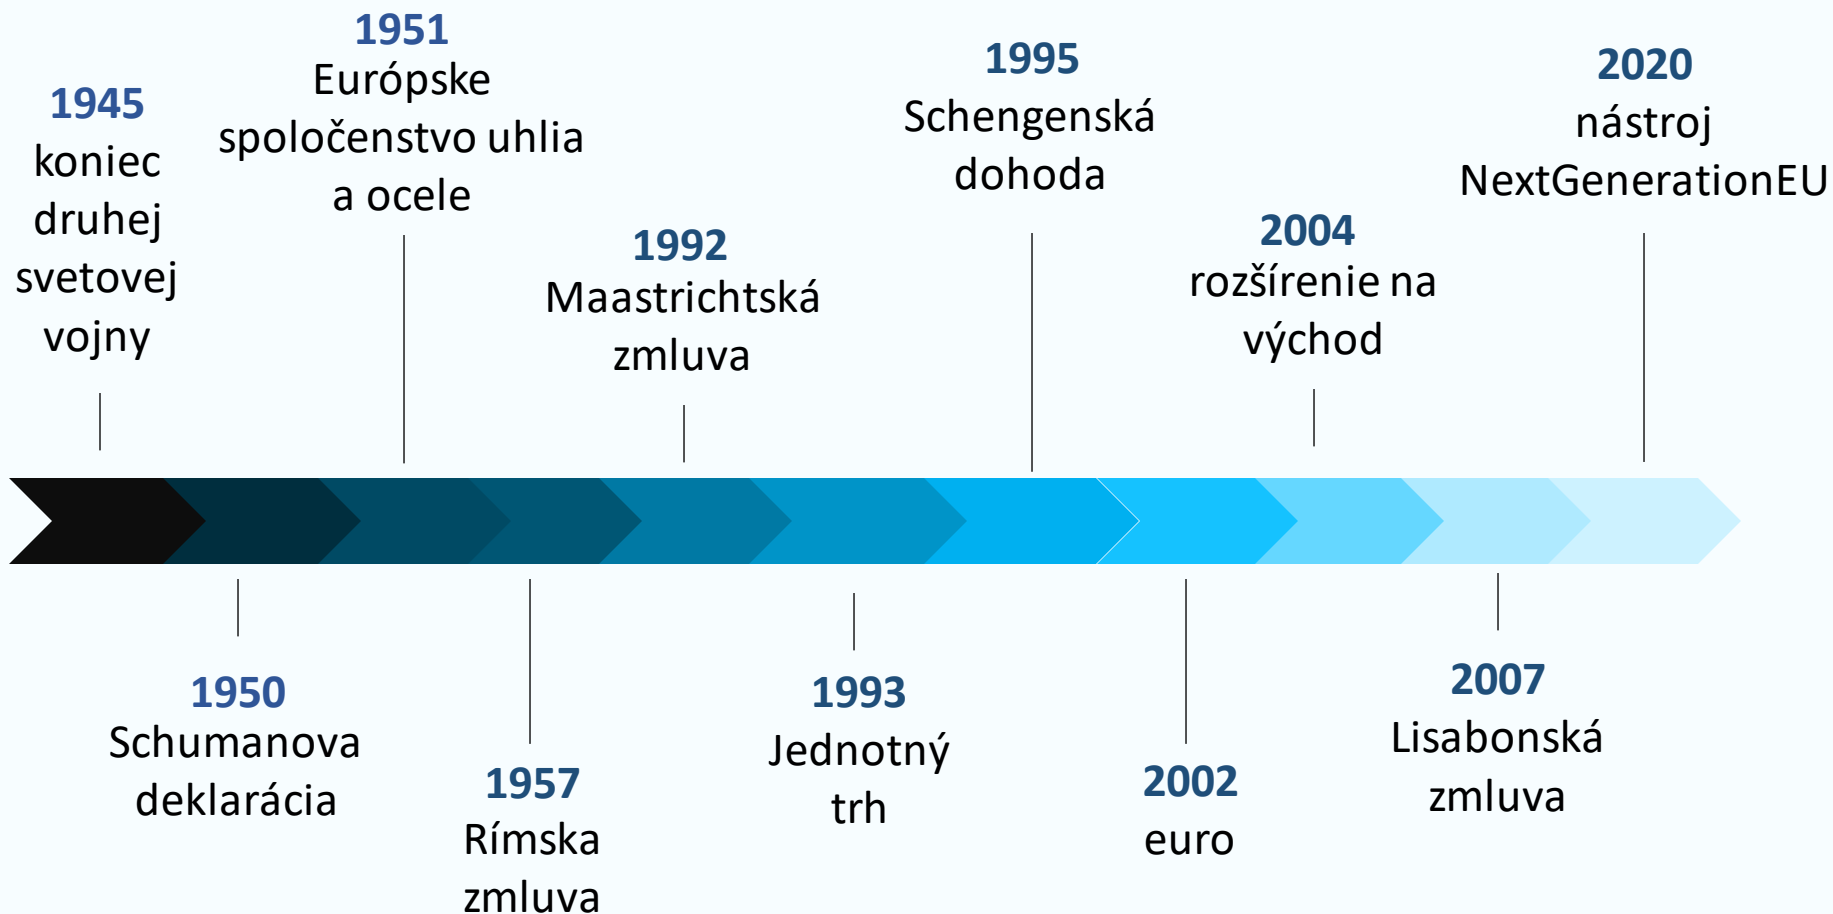 1945
koniec
druhej
svetovej
vojny
1950
Schumanova
deklarácia
1951
Európske
spoločenstvo uhlia
a ocele
1957
Rímska
zmluva
1992
Maastrichtská
zmluva
1993
Jednotný
trh
1995
Schengenská
dohoda
2002
euro
2004
rozšírenie na
východ
2007
Lisabonská
zmluva
2020
nástroj
NextGenerationEU